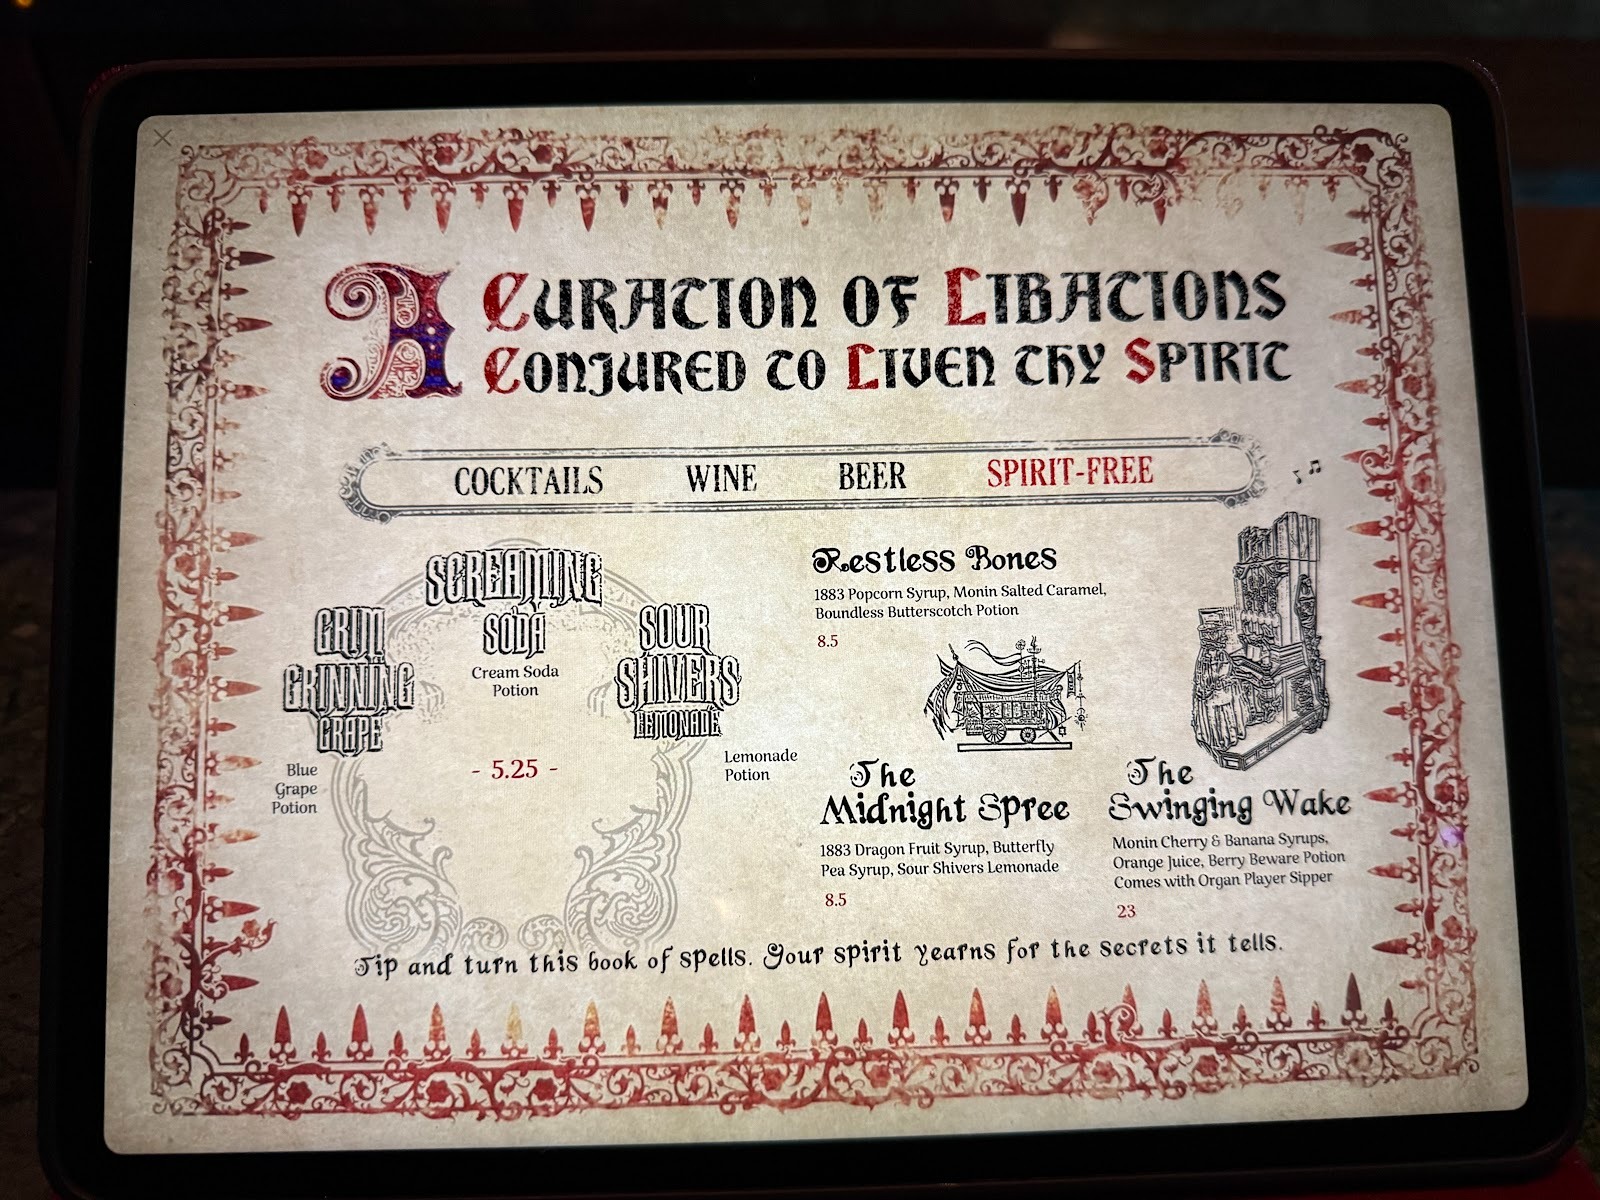 A CURATION OF LIBATIONS
CONJURED TO LIVEN THY SPIRIT
COCKTAILS WINE BEER SPIRIT-FREE
GRIM
GRINNING
GRAPE
Blue
Grape
Potion
SCREAMING
SODA
Cream Soda
Potion
- 5.25 -
SOUR
SHIVERS
LEMONADE
Lemonade
Potion
Restless Bones
1883 Popcorn Syrup, Monin Salted Caramel,
Boundless Butterscotch Potion
8.5
The
Midnight Spree
1883 Dragon Fruit Syrup, Butterfly
Pea Syrup, Sour Shivers Lemonade
8.5
The
Swinging Wake
Monin Cherry & Banana Syrups,
Orange Juice, Berry Beware Potion
Comes with Organ Player Sipper
23
Tip and turn this book of spells. Your spirit yearns for the secrets it tells.